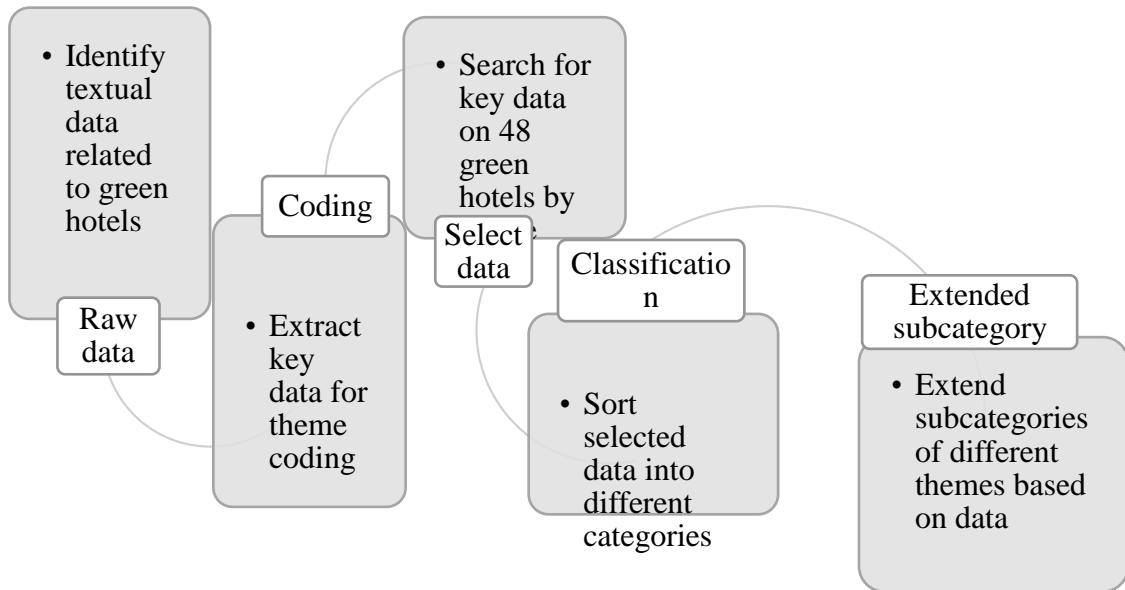 • Identify
textual
data
related
to green
hotels
Raw
data
Coding
• Extract
key
data for
theme
coding
• Search for
key data
on 48
green
hotels by
Select
data
Classificatio
n
• Sort
selected
data into
different
categories
Extended
subcategory
• Extend
subcategories
of different
themes based
on data